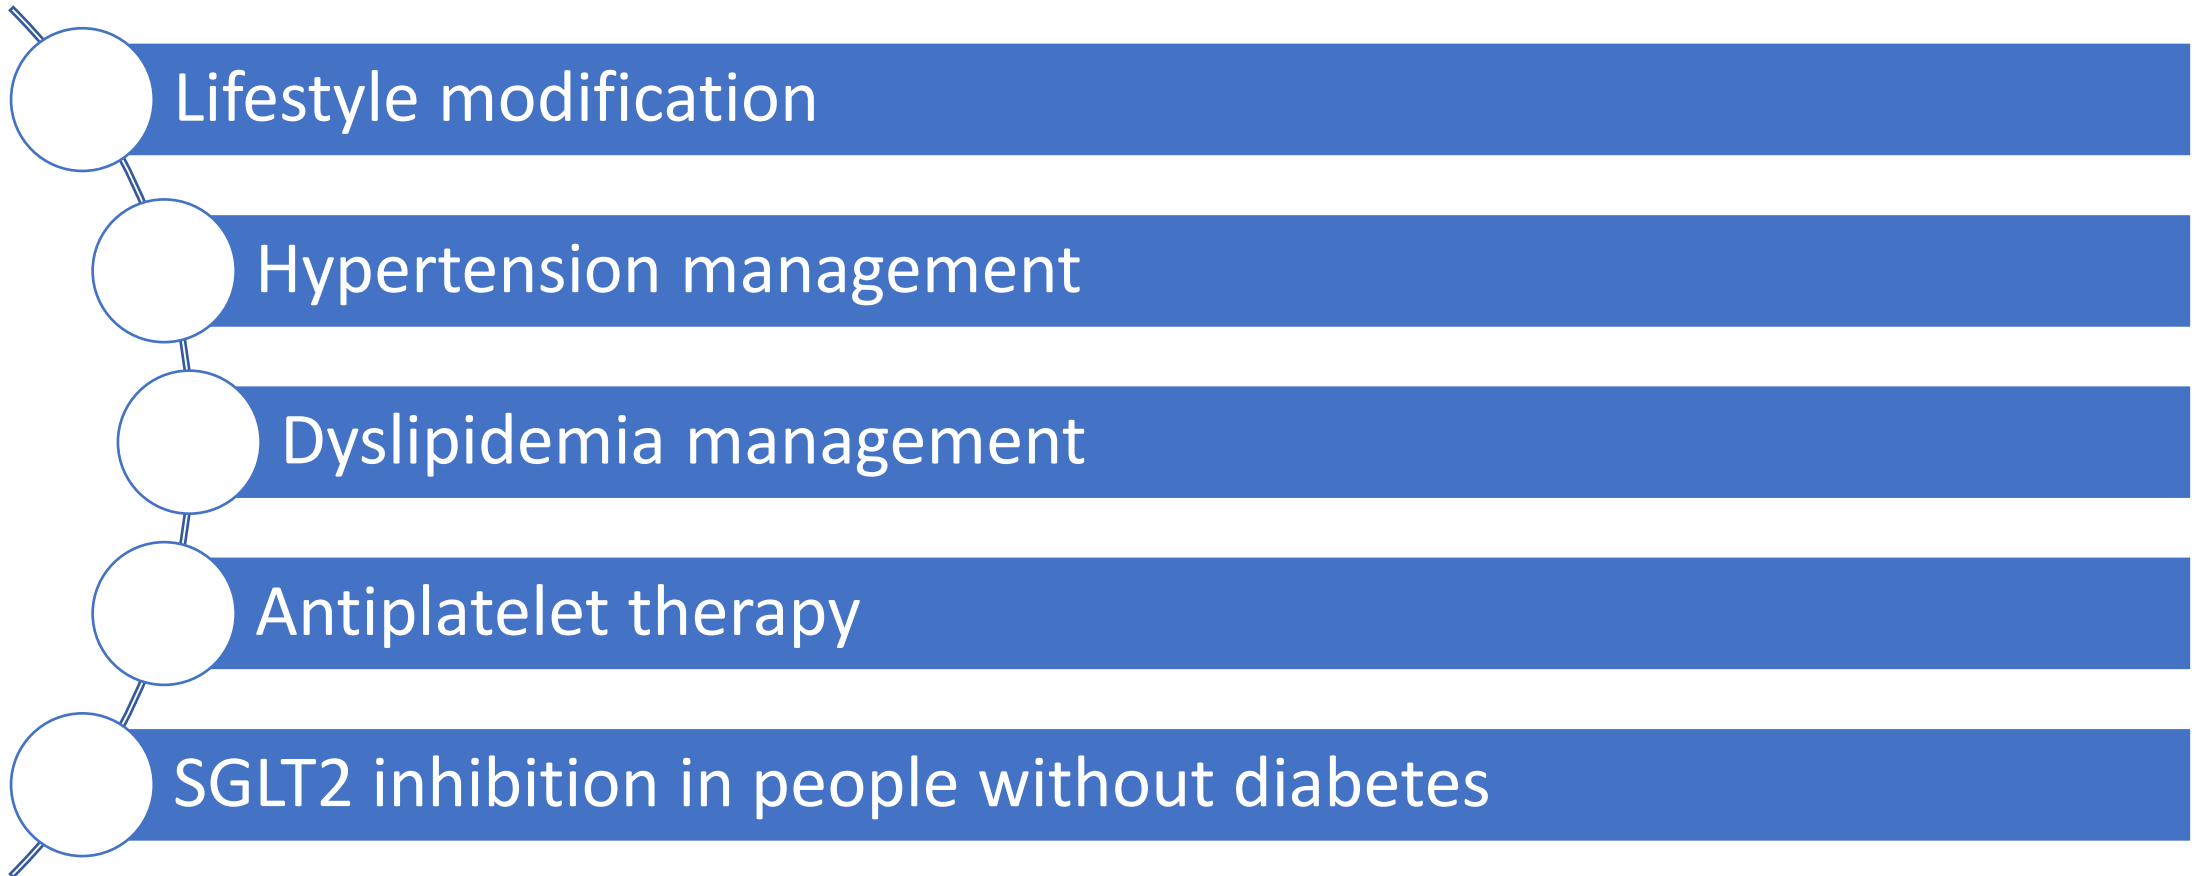 Lifestyle modification
Hypertension management
Dyslipidemia management
Antiplatelet therapy
SGLT2 inhibition in people without diabetes